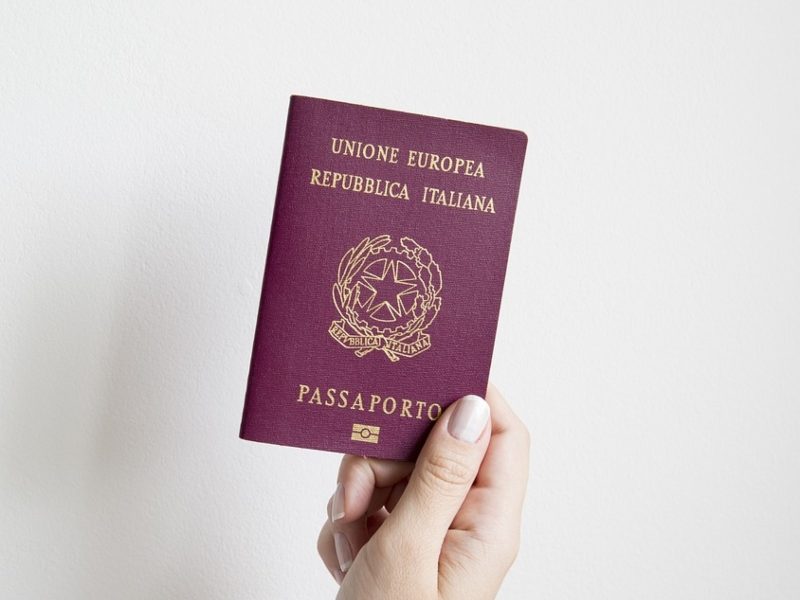 UNIONE EUROPEA
REPUBBLICA ITALIANA
REPVBBLICA ITALIANA
PASSAPORTO